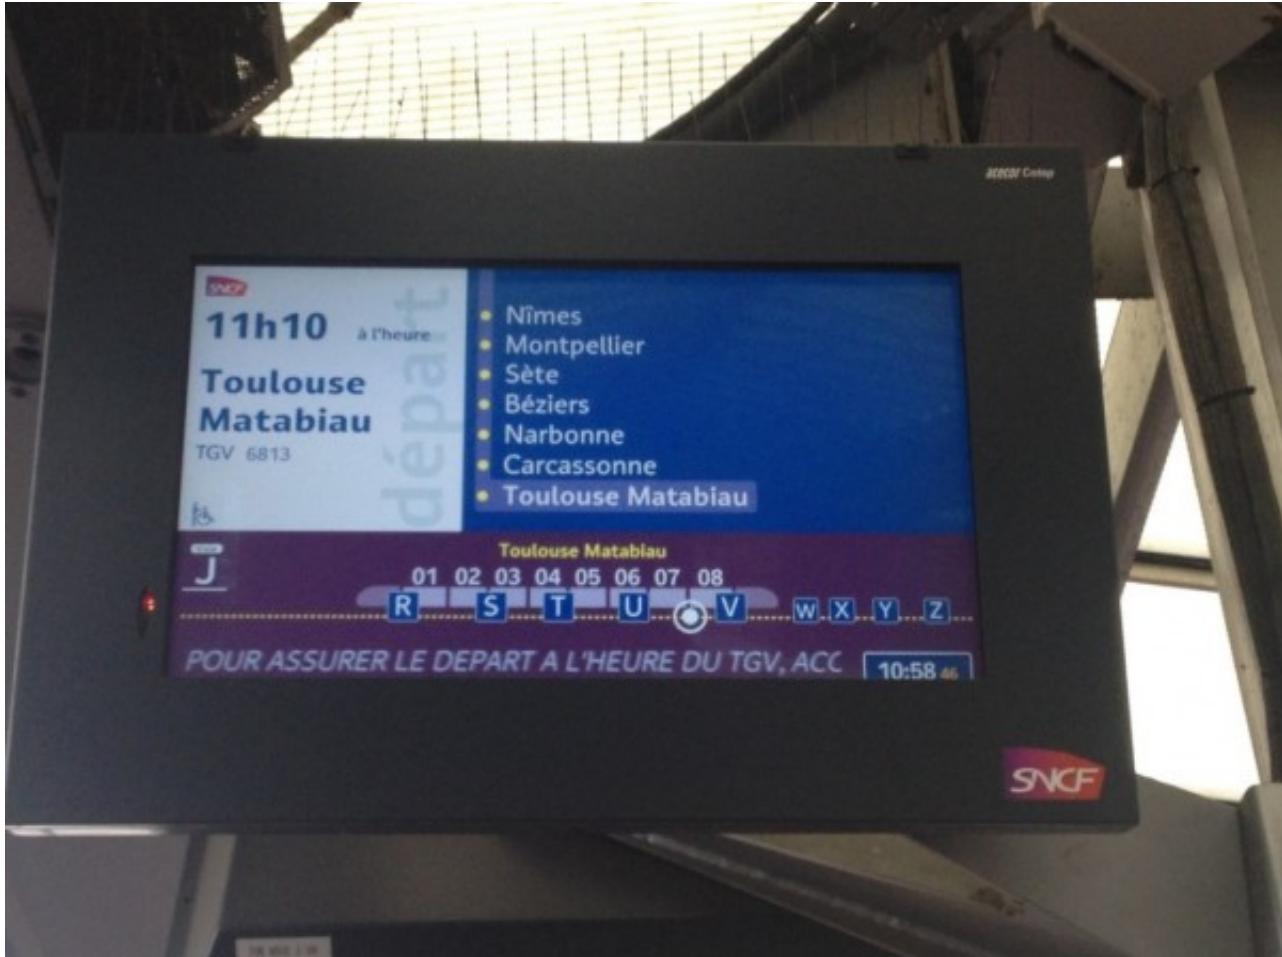 SNCF
11h10 à l'heure
Toulouse
Matabiau
TGV 6813
départ
Nîmes
Montpellier
Sète
Béziers
Narbonne
Carcassonne
Toulouse Matabiau
J
Toulouse Matabiau
01 02 03 04 05 06 07 08
R S T U V W X Y Z
POUR ASSURER LE DEPART A L'HEURE DU TGV, ACC
10:58 46
SNCF